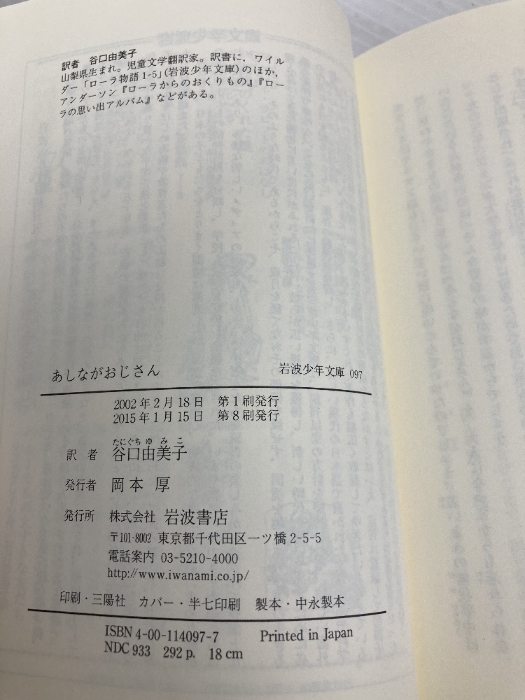 訳者　谷口由美子
山梨県生まれ。児童文学翻訳家。訳書に、ワイル
ダー「ローラ物語1-5」(岩波少年文庫)のほか、
アンダーソン『ローラからのおくりもの』『ロー
ラの思い出アルバム』などがある。
あしながおじさん　岩波少年文庫 097
2002年2月18日　第1刷発行
2015年1月15日　第8刷発行
たにぐち ゆ み こ
訳 者　谷口由美子
発行者　岡本 厚
発行所　株式会社 岩波書店
〒101-8002 東京都千代田区一ツ橋2-5-5
電話案内 03-5210-4000
http://www.iwanami.co.jp/
印刷・三陽社　カバー・半七印刷　製本・中永製本
ISBN 4-00-114097-7　Printed in Japan
NDC 933　292 p.　18 cm